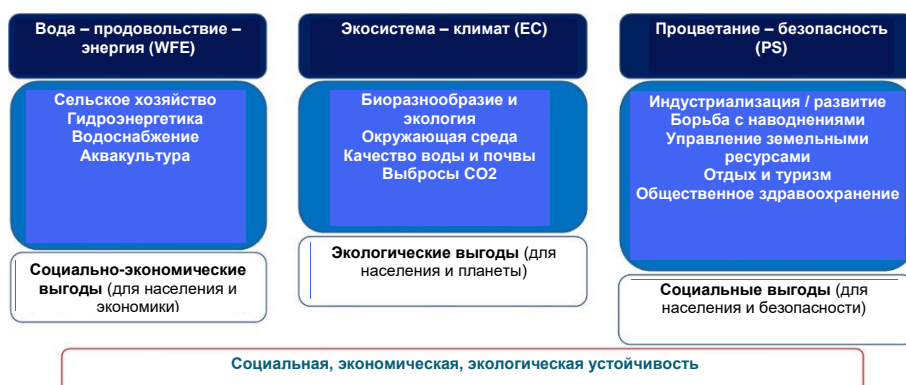 Вода – продовольствие –
энергия (WFE)
Сельское хозяйство
Гидроэнергетика
Водоснабжение
Аквакультура
Социально-экономические
выгоды (для населения и
экономики)
Экосистема – климат (EC)
Биоразнообразие и
экология
Окружающая среда
Качество воды и почвы
Выбросы CO2
Экологические выгоды (для
населения и планеты)
Процветание – безопасность
(PS)
Индустриализация / развитие
Борьба с наводнениями
Управление земельными
ресурсами
Отдых и туризм
Общественное здравоохранение
Социальные выгоды (для
населения и безопасности)
Социальная, экономическая, экологическая устойчивость